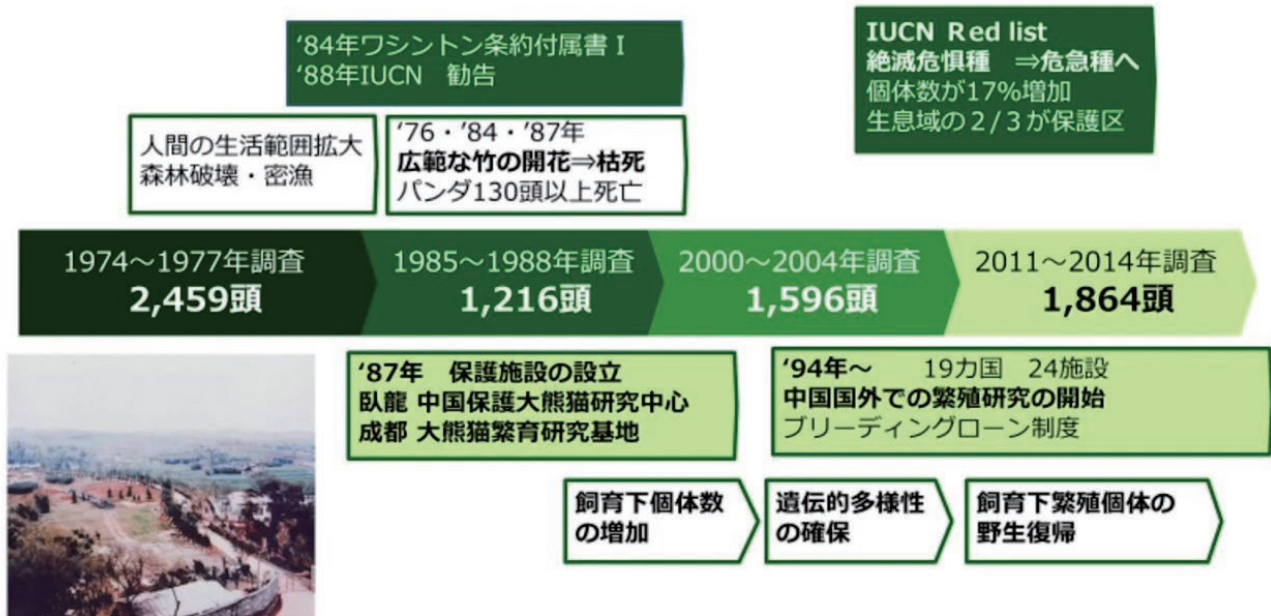 ‘84年ワシントン条約付属書Ⅰ
‘88年IUCN　勧告
IUCN Red list
絶滅危惧種　⇒危急種へ
個体数が17%増加
生息域の２/３が保護区
人間の生活範囲拡大
森林破壊・密漁
‘76・‘84・‘87年
広範な竹の開花⇒枯死
パンダ130頭以上死亡
1974～1977年調査
2,459頭
1985～1988年調査
1,216頭
2000～2004年調査
1,596頭
2011～2014年調査
1,864頭
‘87年　保護施設の設立
臥龍 中国保護大熊猫研究中心
成都 大熊猫繁育研究基地
‘94年～　　19カ国　24施設
中国国外での繁殖研究の開始
ブリーディングローン制度
飼育下個体数
の増加
遺伝的多様性
の確保
飼育下繁殖個体の
野生復帰